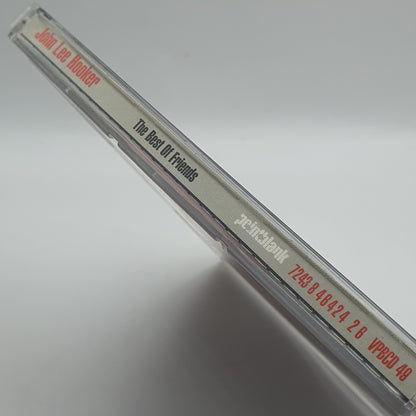 John Lee Hooker The Best Of Friends pointblank 7243 8 46424 2 6 VPBCD 49